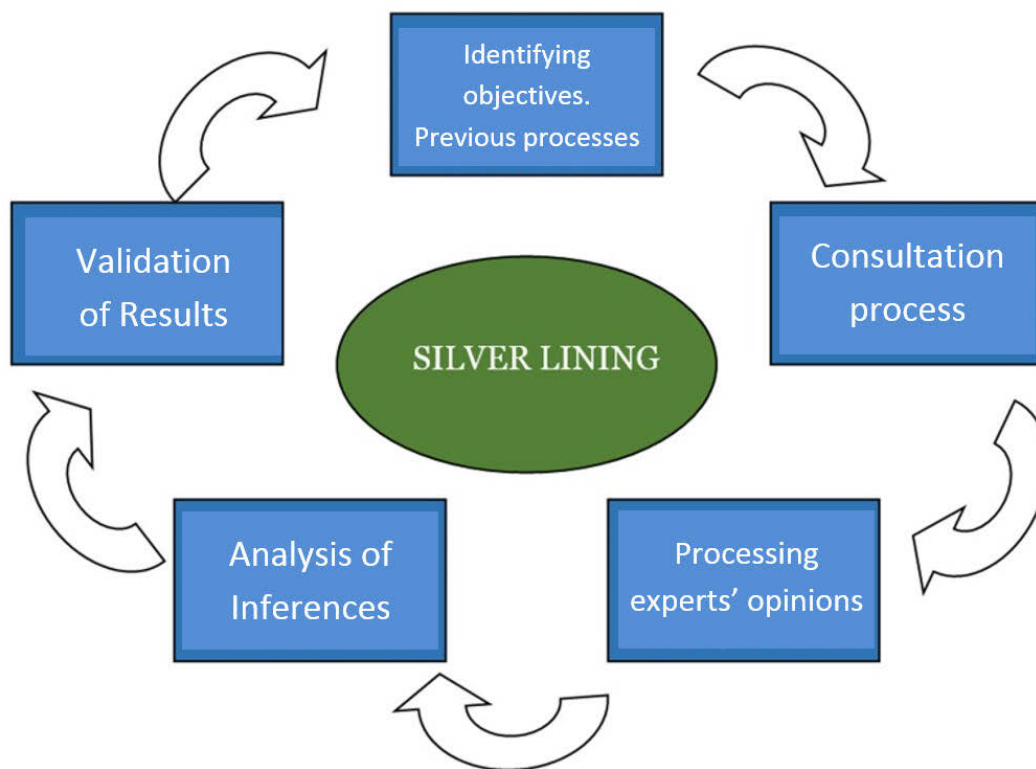 Identifying
objectives.
Previous processes
Consultation
process
Processing
experts’ opinions
Analysis of
Inferences
Validation
of Results
SILVER LINING